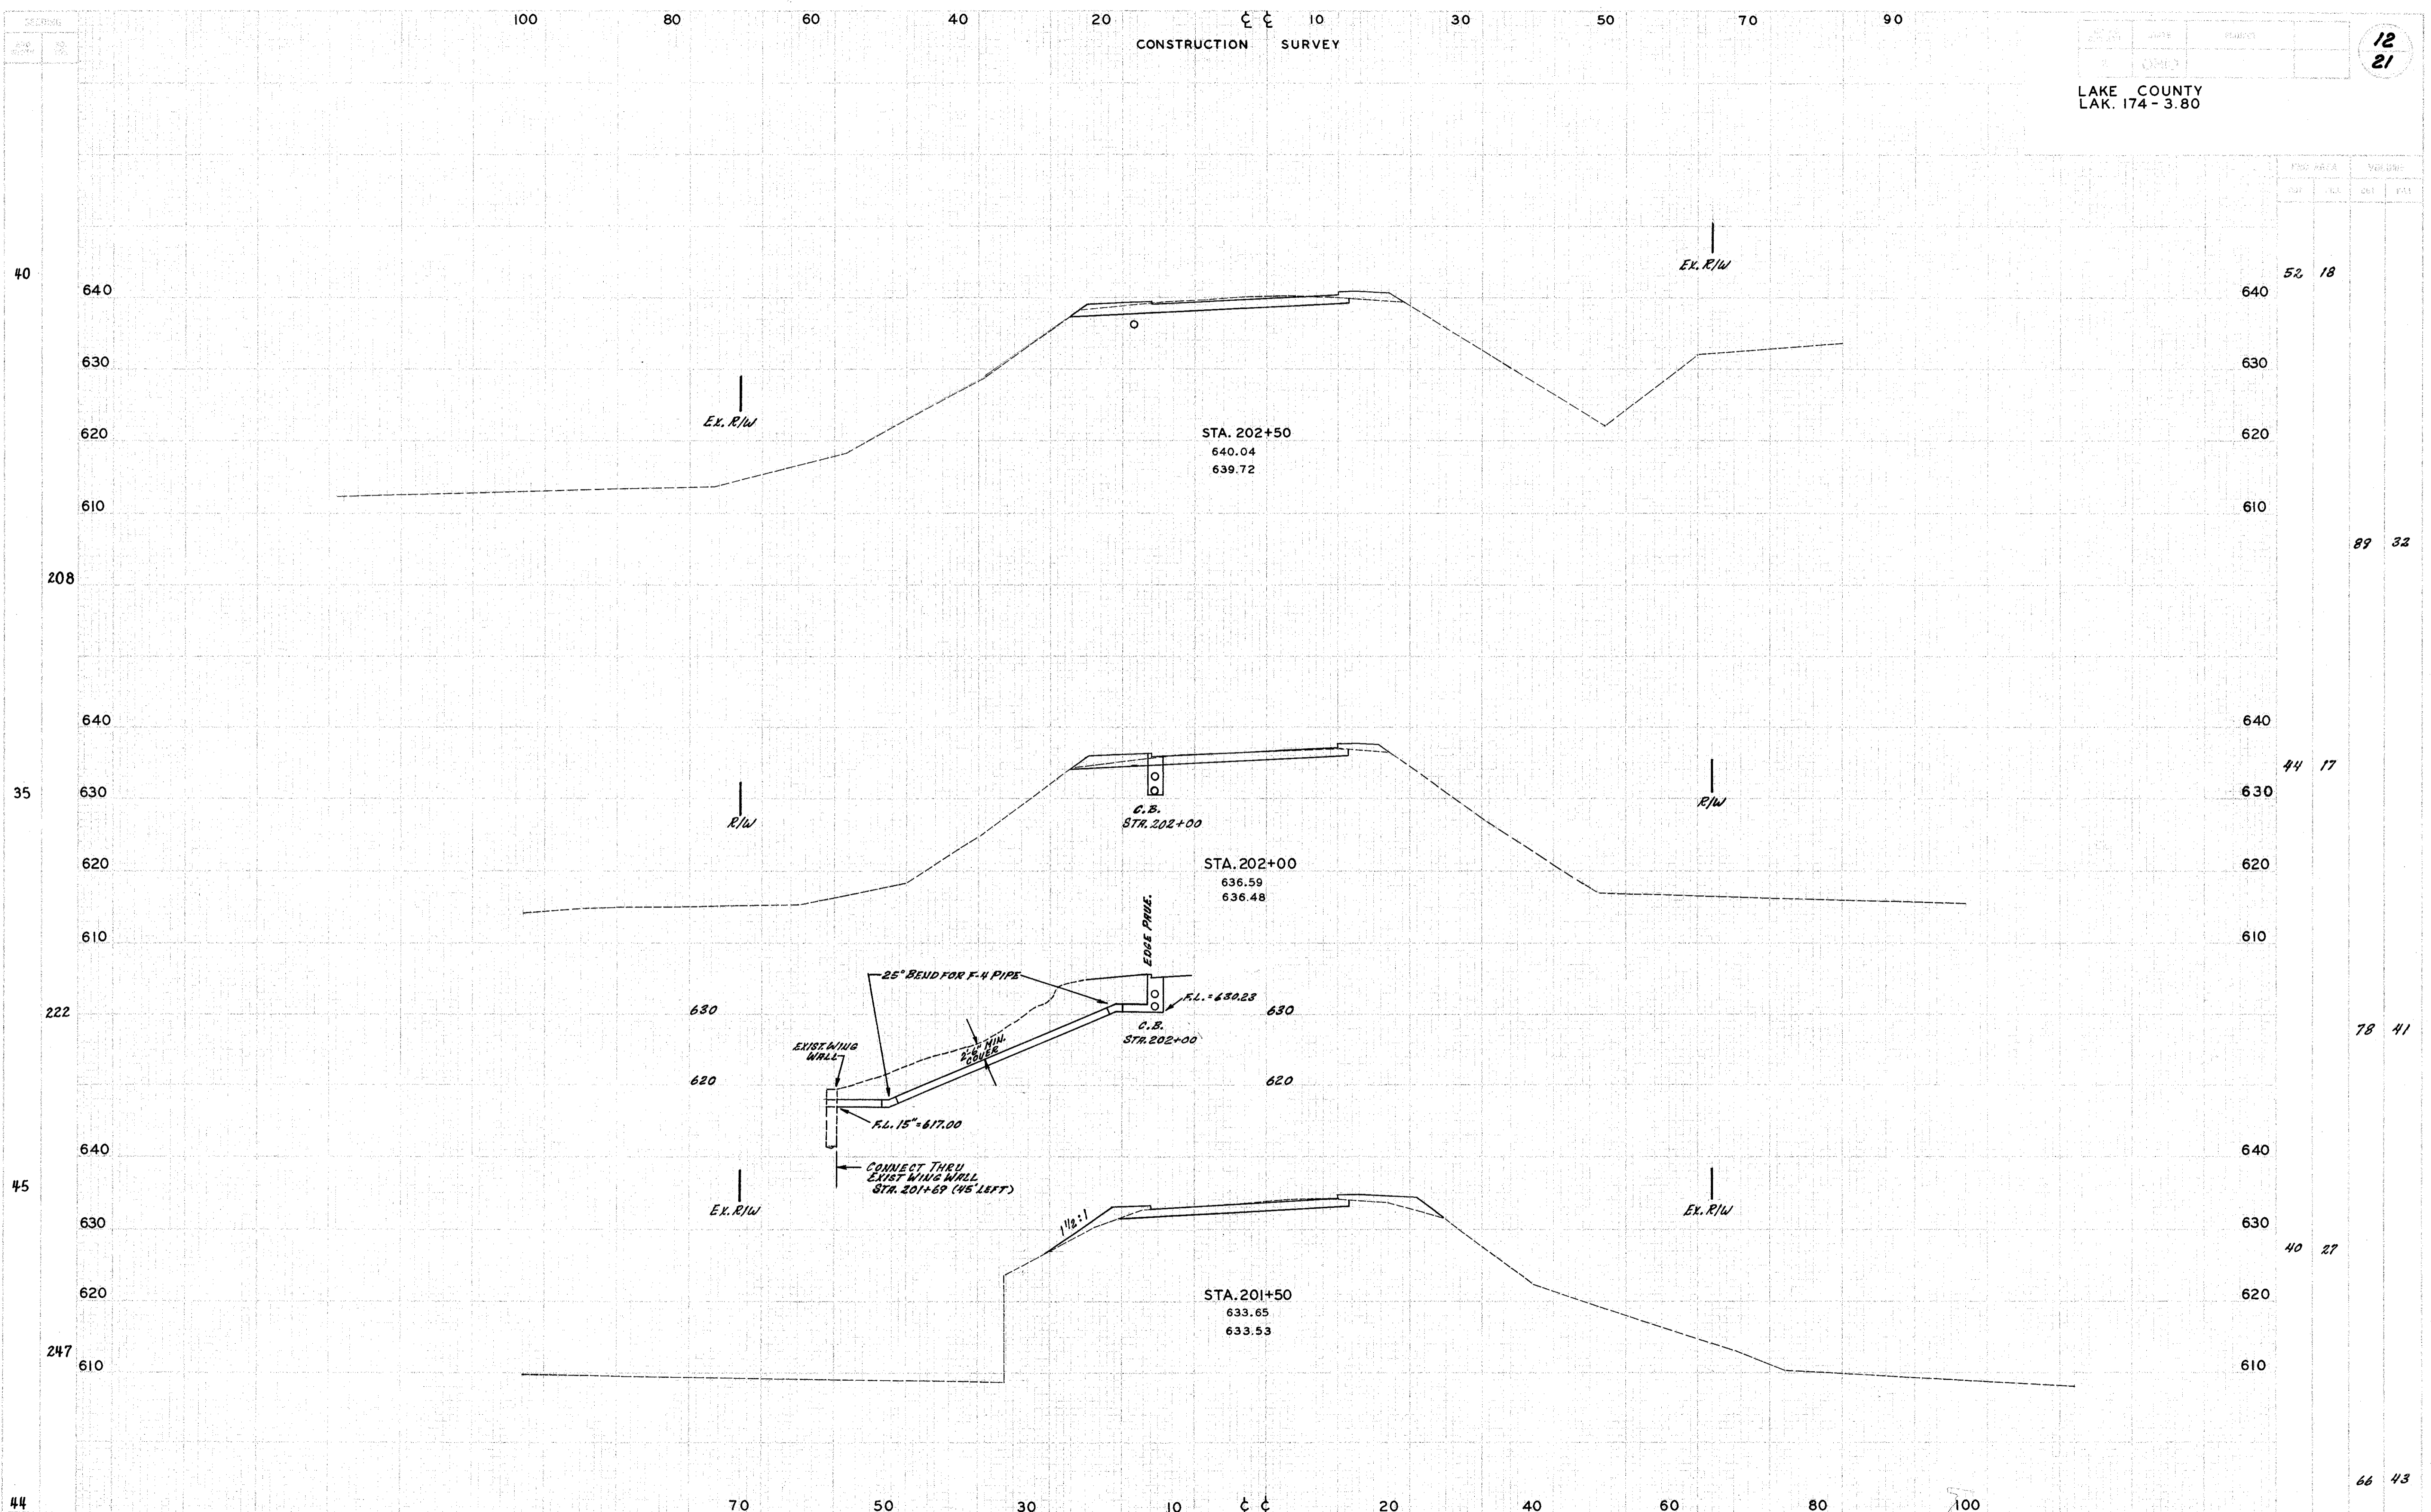 100 80 60 40 20 ℄ ℄ 10 30 50 70 90
CONSTRUCTION SURVEY
12
21
LAKE COUNTY
LAK. 174-3.80
Ex. R/W
40 52 18
640 640
630 630
Ex. R/W
620 620
STA. 202+50
640.04
639.72
610 610
89 32
208
640 640
44 17
35 630 630
R/W R/W
C.B.
STA. 202+00
620 620
STA. 202+00
636.59
636.48
EDGE PAVE.
610 610
25° BEND FOR F-4 PIPE
F.L. = 630.23
222 630 630
C.B.
STA. 202+00
78 41
EXIST. WING
WALL
2'-6" MIN.
COVER
620 620
F.L. 15" = 617.00
640 640
CONNECT THRU
EXIST WING WALL
STA. 201+69 (45' LEFT)
45
Ex. R/W Ex. R/W
1 1/2 : 1
630 630
40 27
620 620
STA. 201+50
633.65
633.53
247
610 610
66 43
44 70 50 30 10 ℄ ℄ 20 40 60 80 100